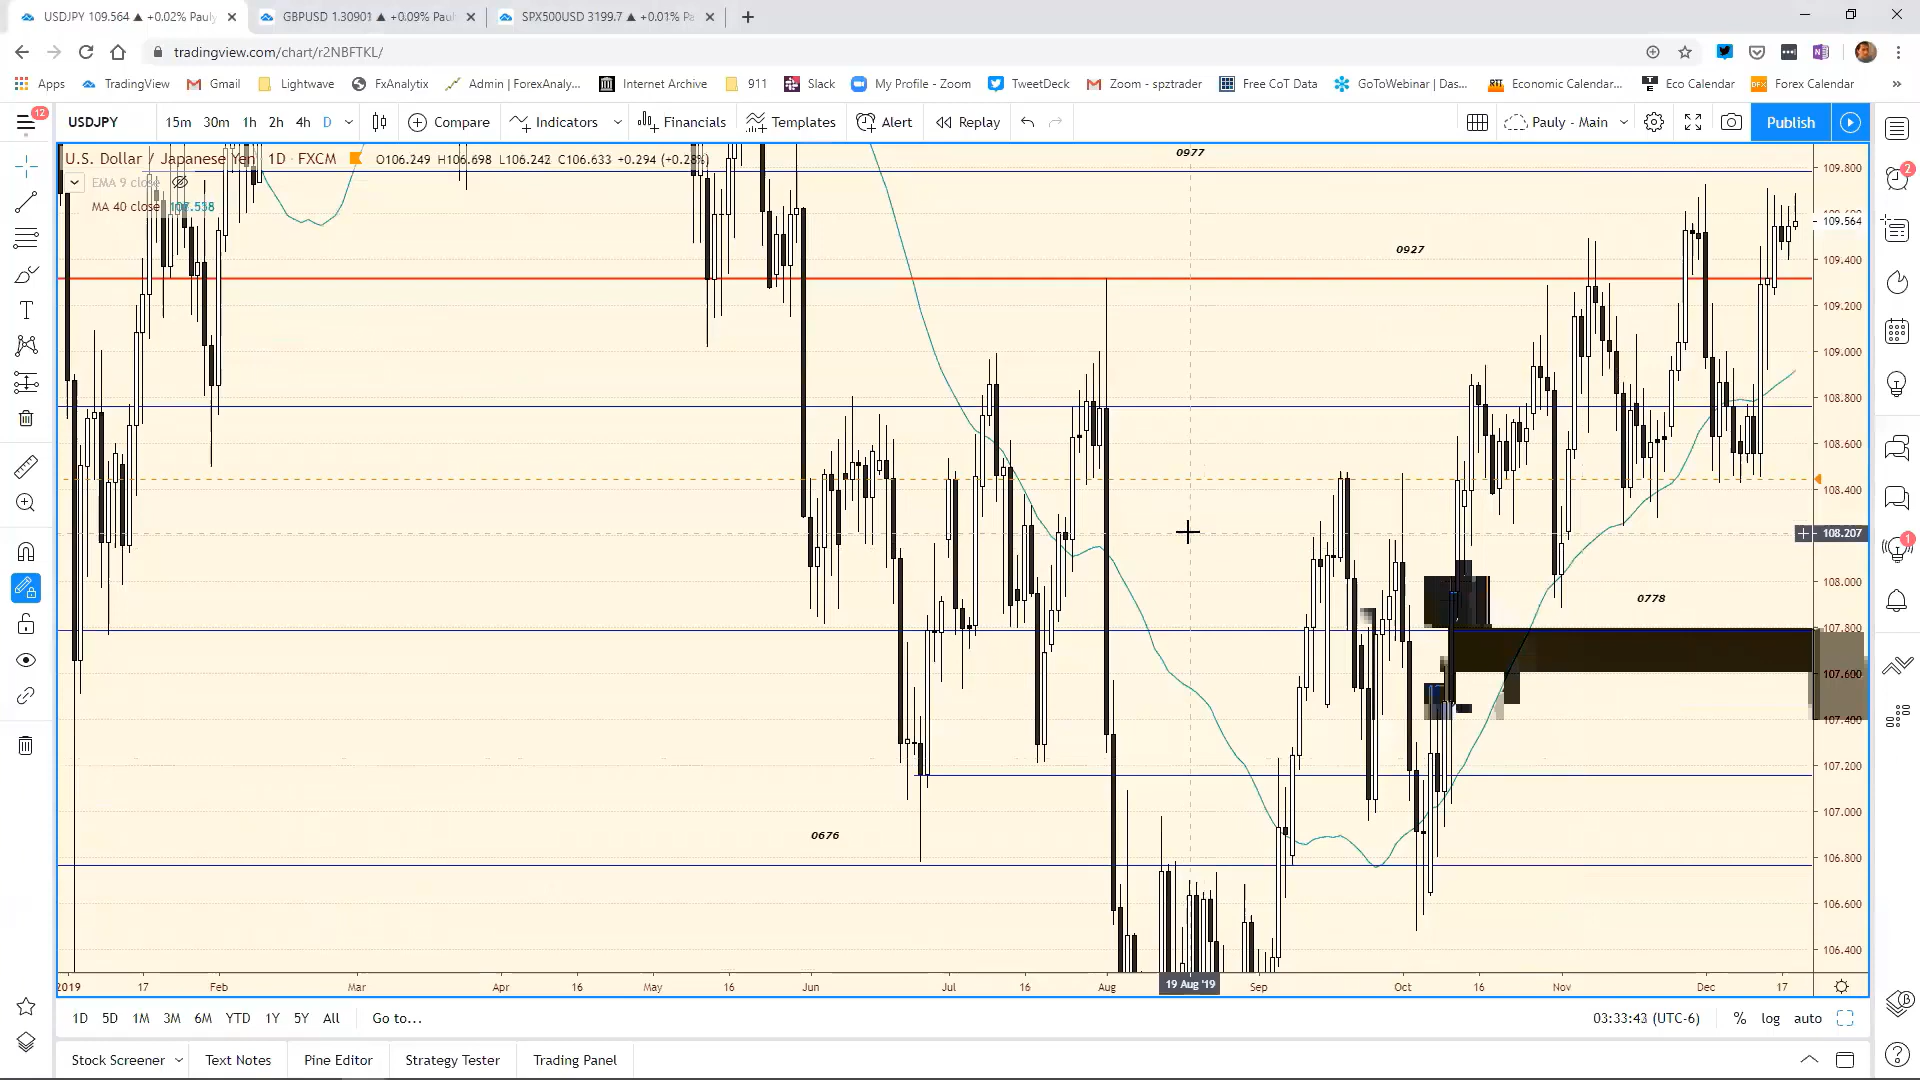 USDJPY 109.564 ▲ +0.02% Pauly
GBPUSD 1.30901 ▲ +0.09% Paul
SPX500USD 3199.7 ▲ +0.01% Pa
tradingview.com/chart/r2NBFTKL/
Apps TradingView Gmail Lightwave FxAnalytix Admin | ForexAnaly... Internet Archive 911 Slack My Profile - Zoom TweetDeck Zoom - spztrader Free CoT Data GoToWebinar | Das... RTT Economic Calendar... Eco Calendar Forex Calendar »
12
USDJPY 15m 30m 1h 2h 4h D Compare Indicators Financials Templates Alert Replay Pauly - Main Publish
U.S. Dollar / Japanese Yen 1D FXCM O106.249 H106.698 L106.242 C106.633 +0.294 (+0.28%)
EMA 9 close
MA 40 close 107.538
0977
0927
0778
0676
109.800
109.564
109.400
109.200
109.000
108.800
108.600
108.400
108.207
108.000
107.800
107.600
107.400
107.200
107.000
106.800
106.600
106.400
2
1
2019 17 Feb Mar Apr 16 May 16 Jun Jul 16 Aug 19 Aug '19 Sep Oct 16 Nov Dec 17
1D 5D 1M 3M 6M YTD 1Y 5Y All Go to... 03:33:43 (UTC-6) % log auto
Stock Screener Text Notes Pine Editor Strategy Tester Trading Panel